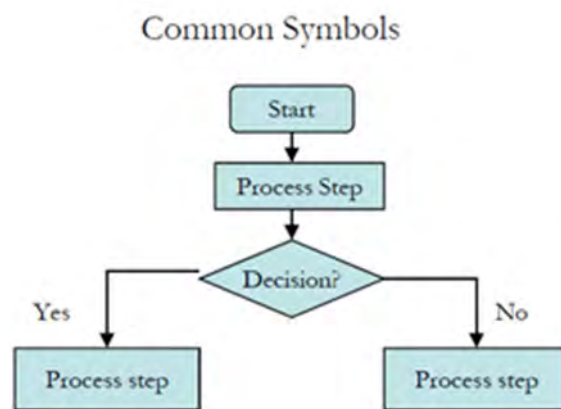 Common Symbols
Start
Process Step
Decision?
Yes
No
Process step
Process step